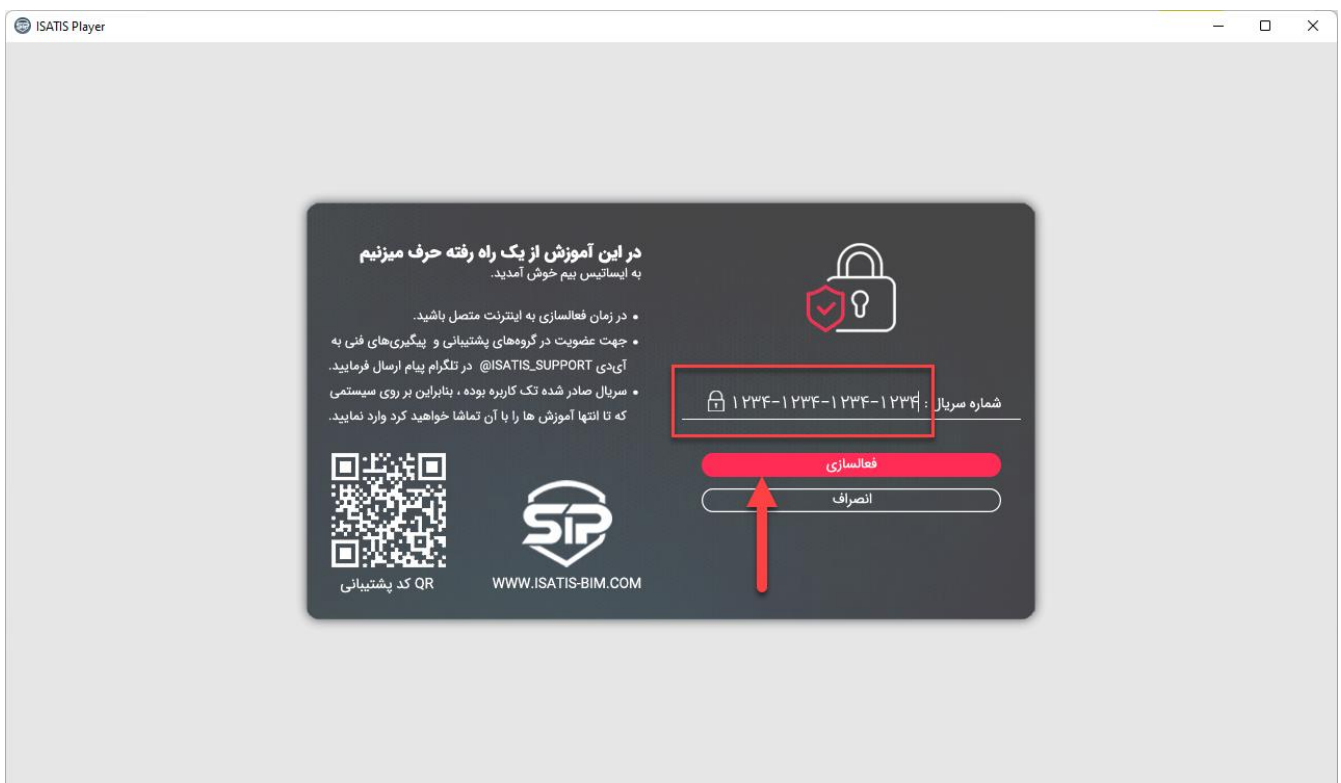 ISATIS Player
در این آموزش از یک راه رفته حرف میزنیم
به ایساتیس بیم خوش آمدید.
• در زمان فعالسازی به اینترنت متصل باشید.
• جهت عضویت در گروه‌های پشتیبانی و پیگیری‌های فنی به
آی‌دی ISATIS_SUPPORT@ در تلگرام پیام ارسال فرمایید.
• سریال صادر شده تک کاربره بوده ، بنابراین بر روی سیستمی
که تا انتها آموزش ها را با آن تماشا خواهید کرد وارد نمایید.
شماره سریال : ۱۲۳۴-۱۲۳۴-۱۲۳۴-۱۲۳۴
فعالسازی
انصراف
SIP
WWW.ISATIS-BIM.COM
QR کد پشتیبانی